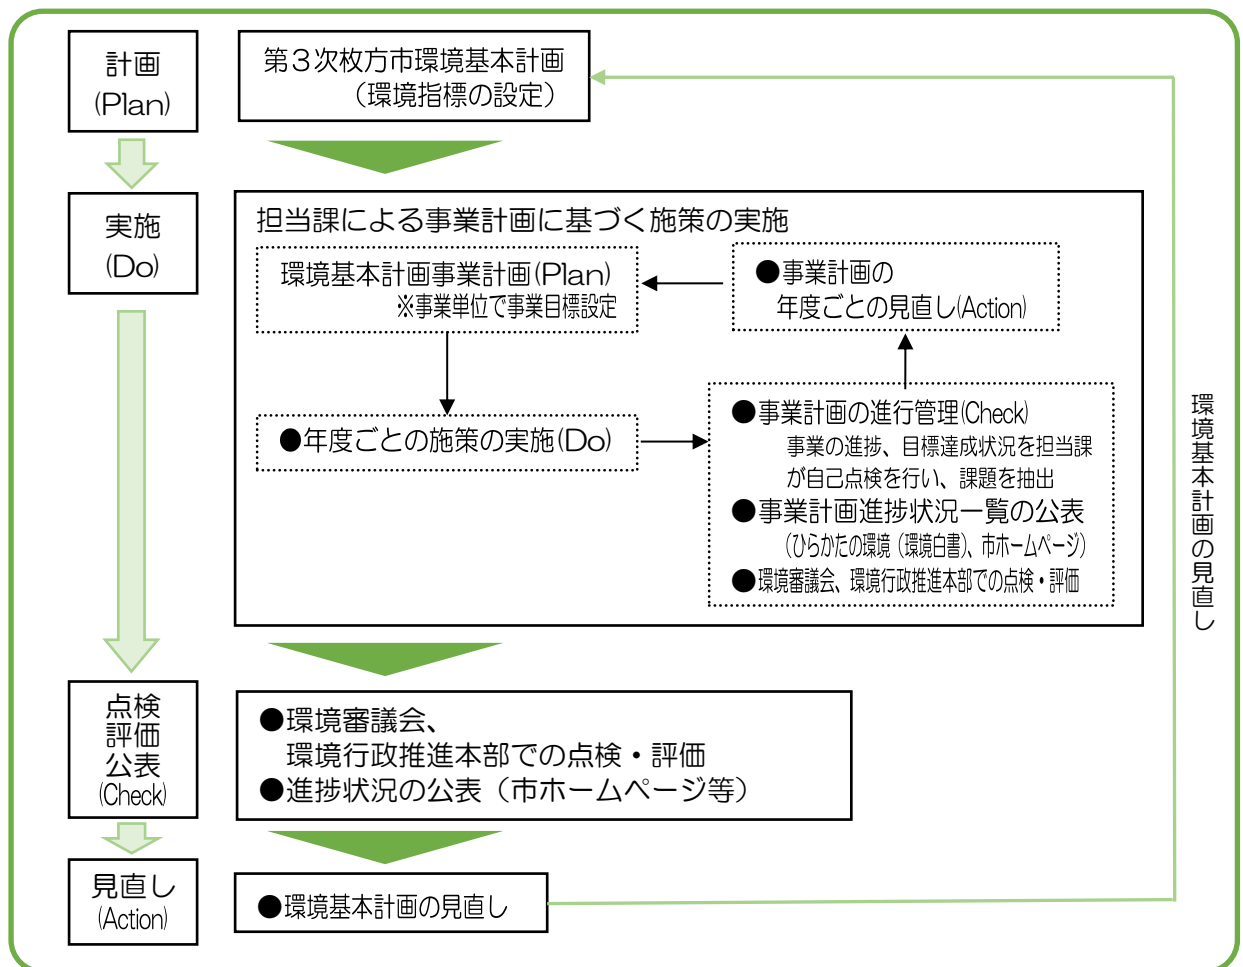 計画
(Plan)
第３次枚方市環境基本計画
（環境指標の設定）
実施
(Do)
担当課による事業計画に基づく施策の実施
環境基本計画事業計画(Plan)
※事業単位で事業目標設定
●事業計画の
年度ごとの見直し(Action)
●年度ごとの施策の実施(Do)
●事業計画の進行管理(Check)
事業の進捗、目標達成状況を担当課
が自己点検を行い、課題を抽出
●事業計画進捗状況一覧の公表
（ひらかたの環境（環境白書）、市ホームページ）
●環境審議会、環境行政推進本部での点検・評価
環境基本計画の見直し
点検
評価
公表
(Check)
●環境審議会、
環境行政推進本部での点検・評価
●進捗状況の公表（市ホームページ等）
見直し
(Action)
●環境基本計画の見直し